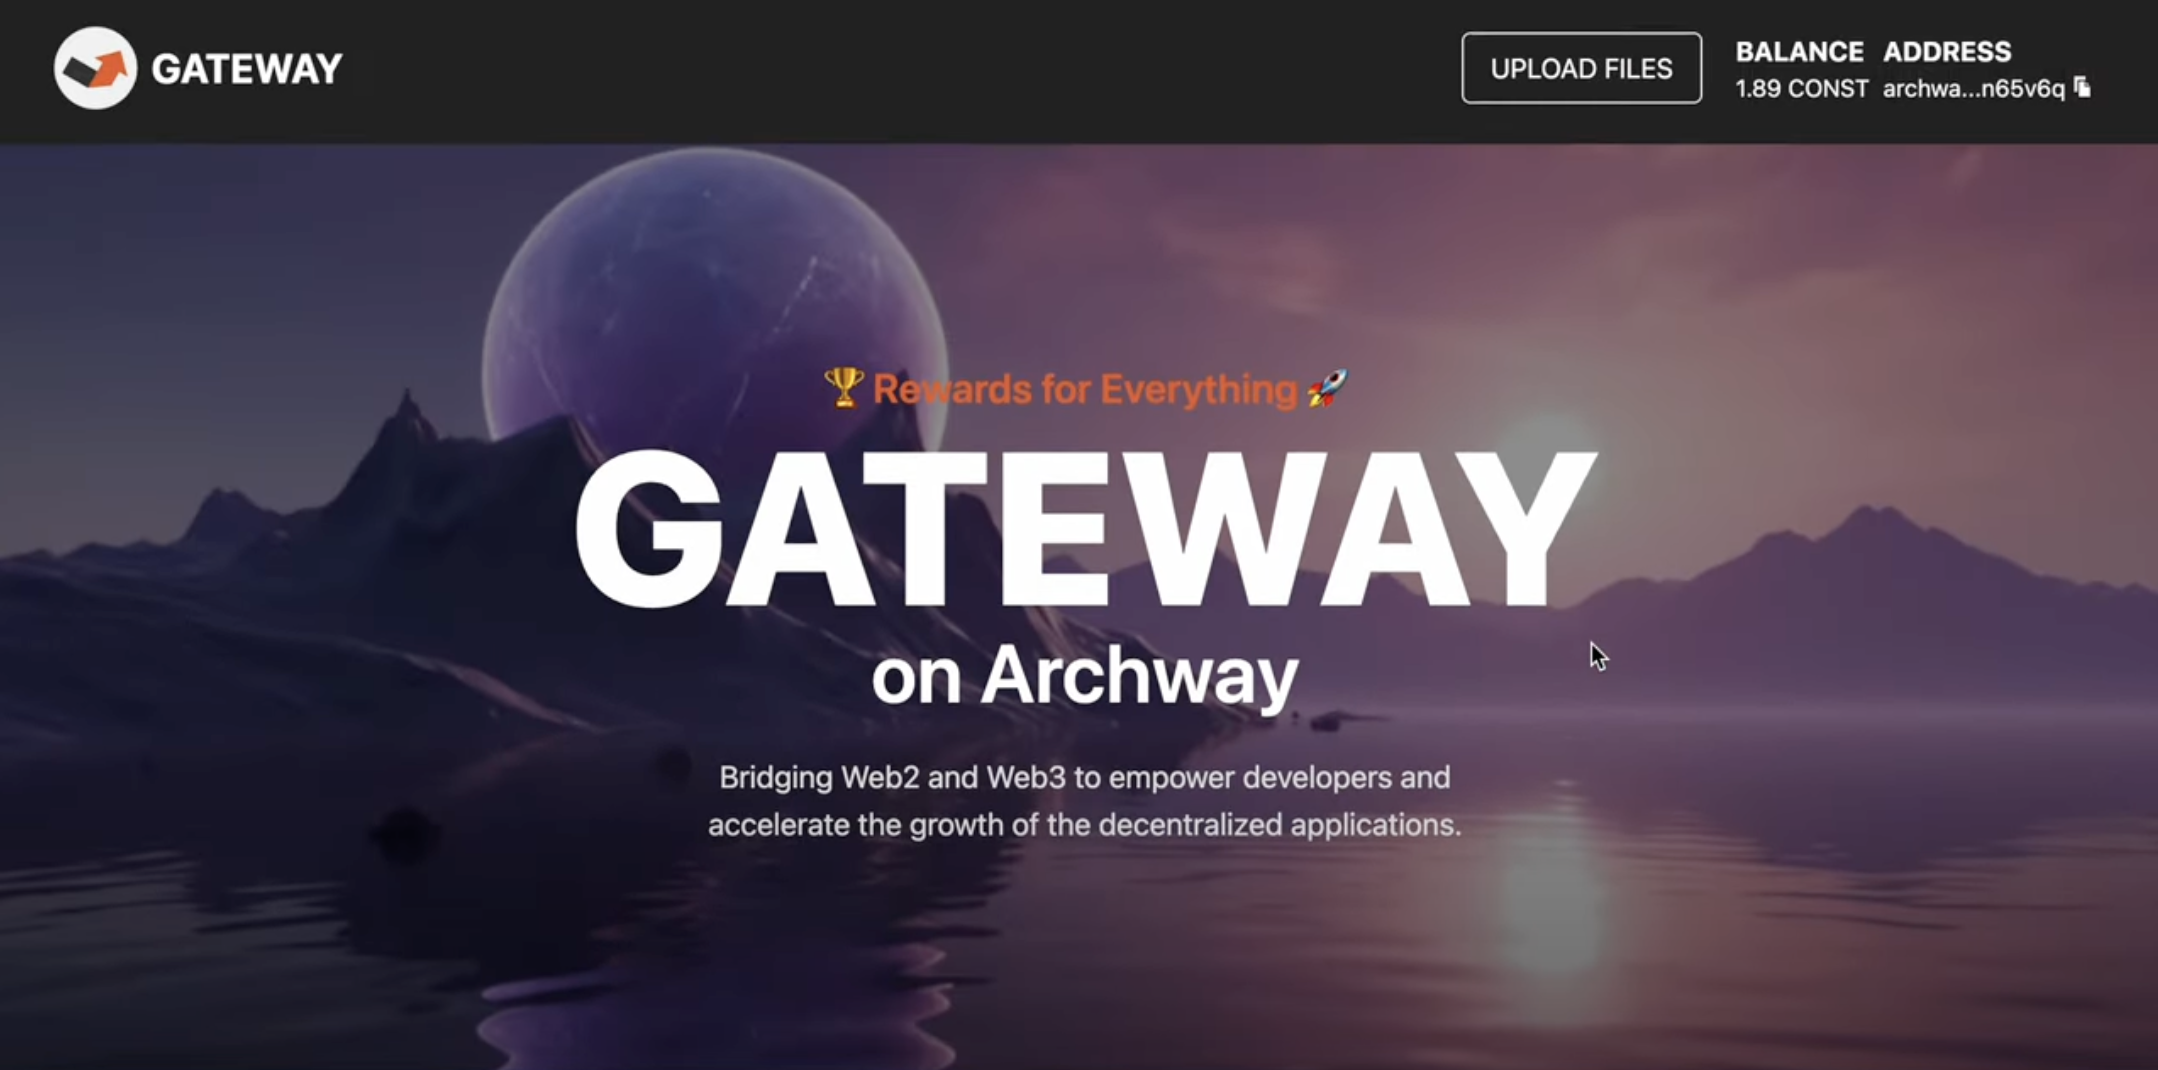 GATEWAY
UPLOAD FILES
BALANCE ADDRESS
1.89 CONST archwa...n65v6q
🏆 Rewards for Everything 🚀
GATEWAY
on Archway
Bridging Web2 and Web3 to empower developers and
accelerate the growth of the decentralized applications.